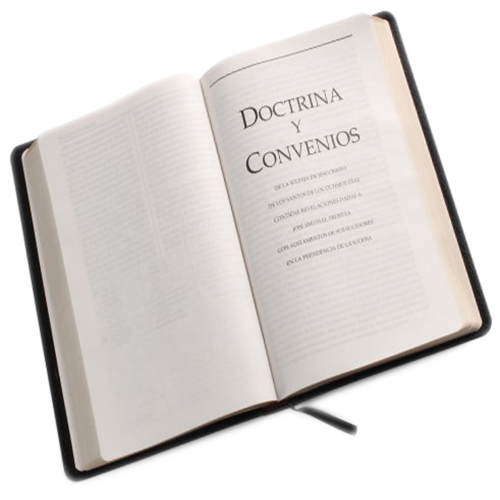 DOCTRINA
Y
CONVENIOS
DE LA IGLESIA DE JESUCRISTO
DE LOS SANTOS DE LOS ÚLTIMOS DÍAS
CONTIENE REVELACIONES DADAS A
JOSÉ SMITH EL PROFETA
CON ADITAMENTOS DE SUS SUCESORES
EN LA PRESIDENCIA DE LA IGLESIA